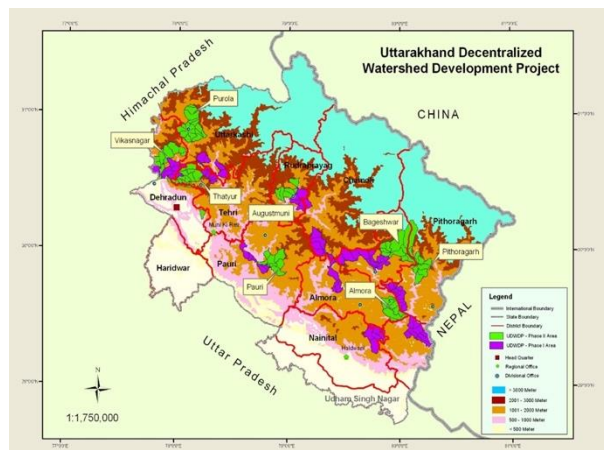 Uttarakhand Decentralized
Watershed Development Project
Himachal Pradesh
CHINA
Purola
Uttarkashi
Vikasnagar
Rudraprayag
Thatyur
Dehradun
Tehri
Augustmuni
Bageshwar
Pithoragarh
Pithoragarh
Haridwar
Pauri
Pauri
Almora
Almora
NEPAL
Nainital
Uttar Pradesh
Udham Singh Nagar
N
1:1,750,000
Legend
International Boundary
State Boundary
District Boundary
UDWDP - Phase II Area
UDWDP - Phase I Area
Head Quarter
Regional Office
Divisional Office
2001 - 3000 Meter
1001 - 2000 Meter
500 - 1000 Meter
< 500 Meter